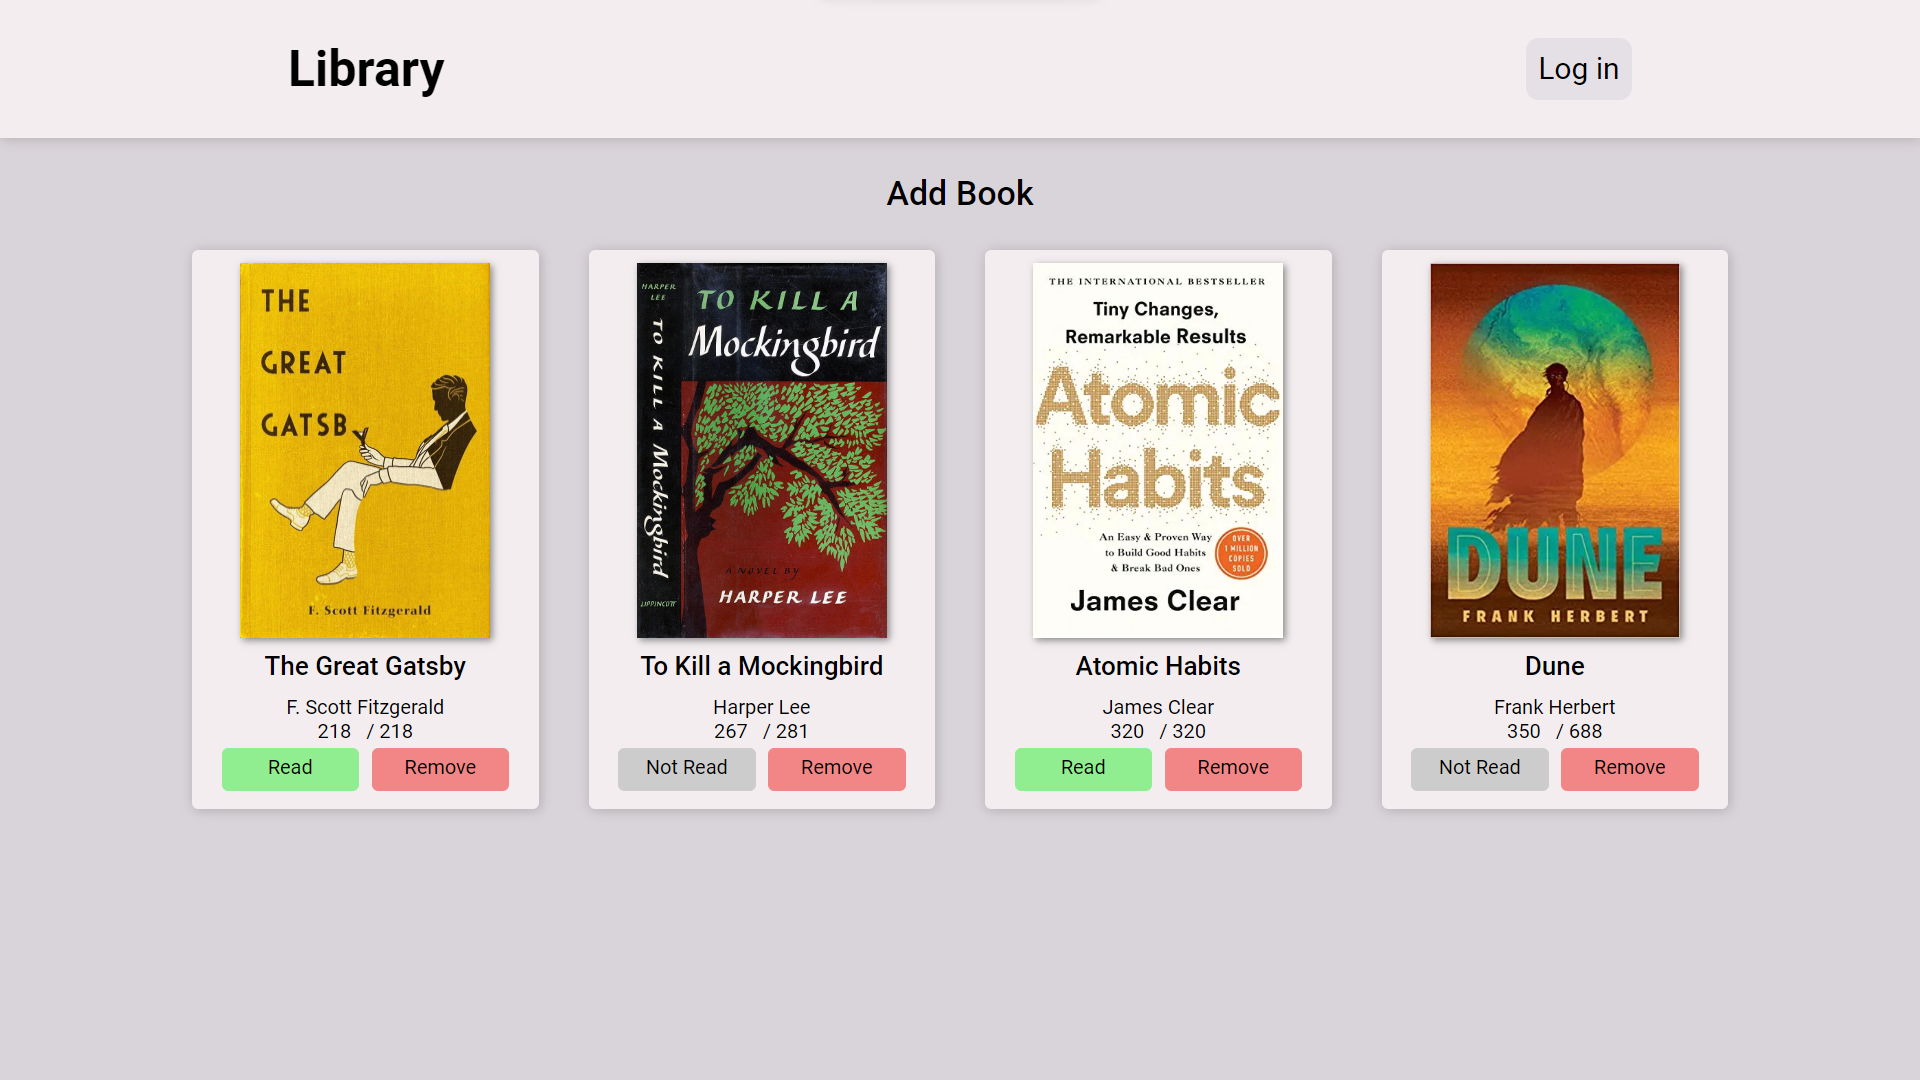 Library
Log in
Add Book
THE
GREAT
GATSBY
F. Scott Fitzgerald
The Great Gatsby
F. Scott Fitzgerald
218 / 218
Read
Remove
HARPER
LEE
TO KILL A Mockingbird
LIPPINCOTT
TO KILL A
Mockingbird
A NOVEL BY
HARPER LEE
To Kill a Mockingbird
Harper Lee
267 / 281
Not Read
Remove
THE INTERNATIONAL BESTSELLER
Tiny Changes,
Remarkable Results
Atomic
Habits
An Easy & Proven Way
to Build Good Habits
& Break Bad Ones
OVER
1 MILLION
COPIES
SOLD
James Clear
Atomic Habits
James Clear
320 / 320
Read
Remove
DUNE
FRANK HERBERT
Dune
Frank Herbert
350 / 688
Not Read
Remove